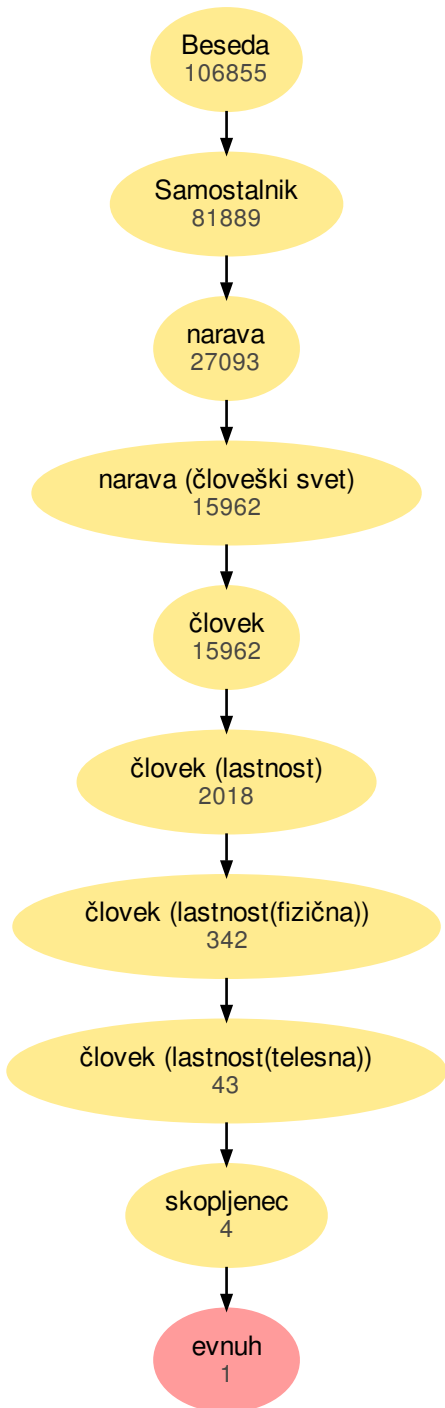 Beseda
106855
Samostalnik
81889
narava
27093
narava (človeški svet)
15962
človek
15962
človek (lastnost)
2018
človek (lastnost(fizična))
342
človek (lastnost(telesna))
43
skopljenec
4
evnuh
1